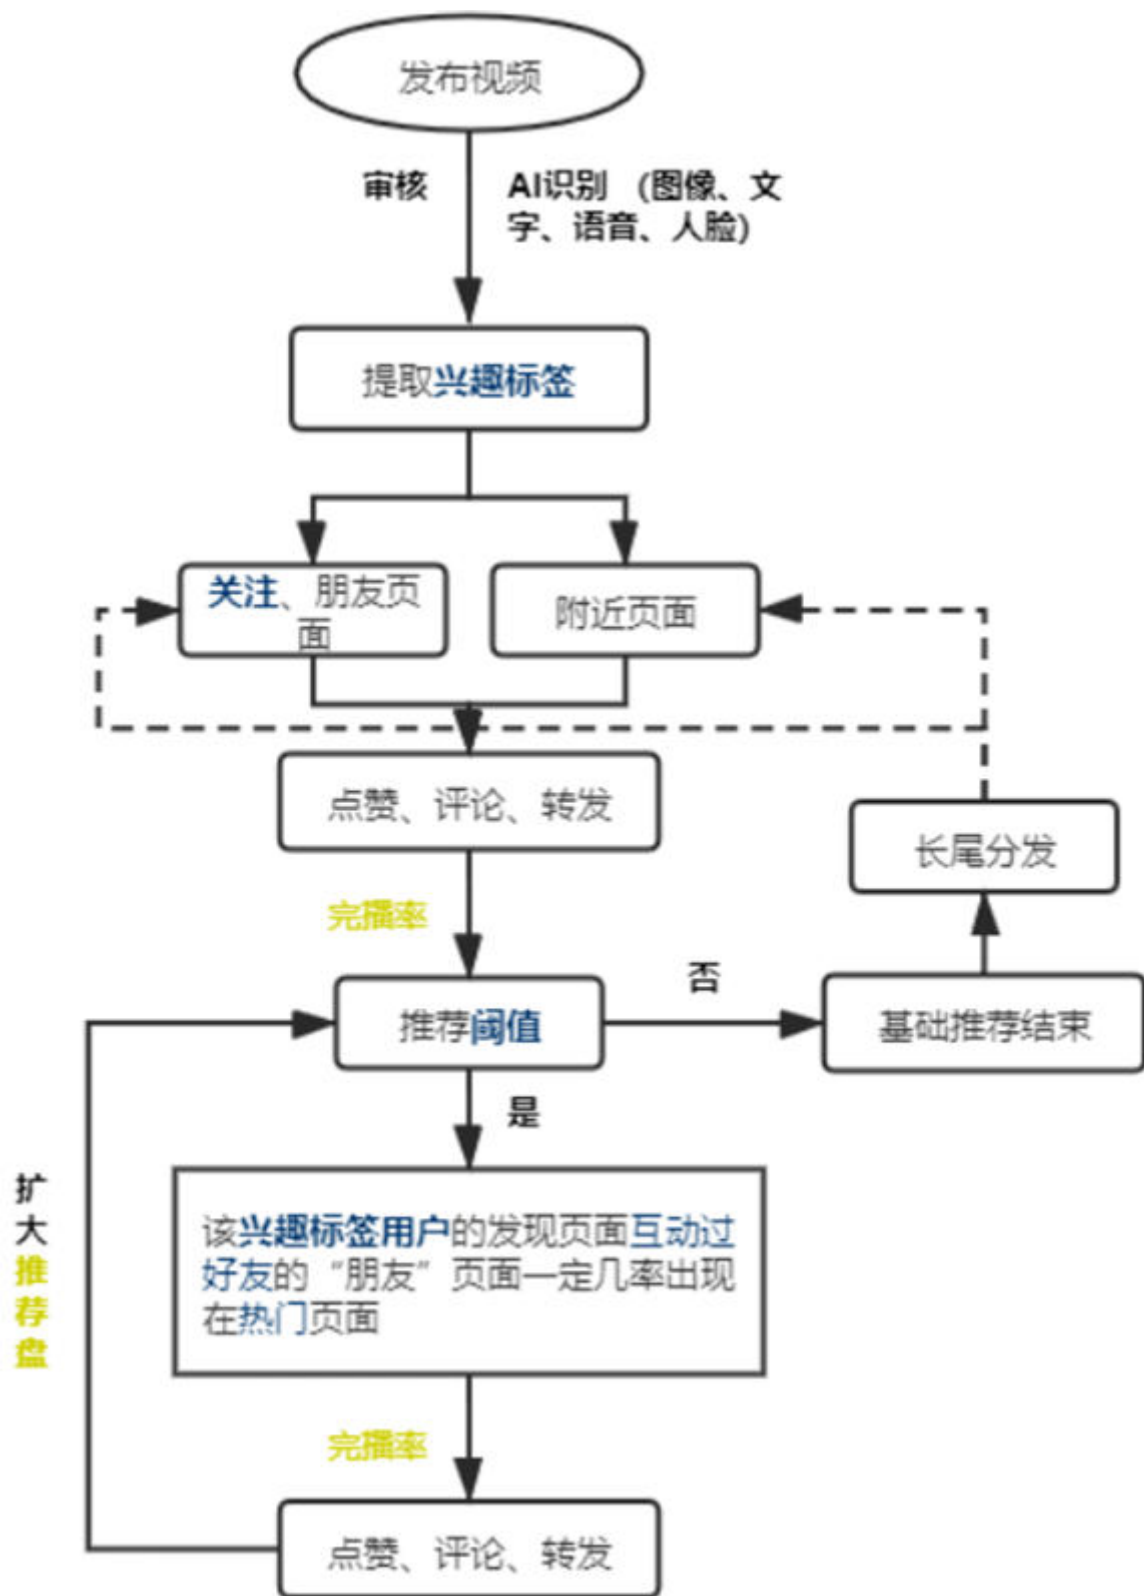 发布视频
审核
AI识别 （图像、文
字、语音、人脸）
提取兴趣标签
关注、朋友页
面
附近页面
点赞、评论、转发
长尾分发
完播率
否
推荐阈值
基础推荐结束
是
扩
大
推
荐
盘
该兴趣标签用户的发现页面互动过
好友的“朋友”页面一定几率出现
在热门页面
完播率
点赞、评论、转发